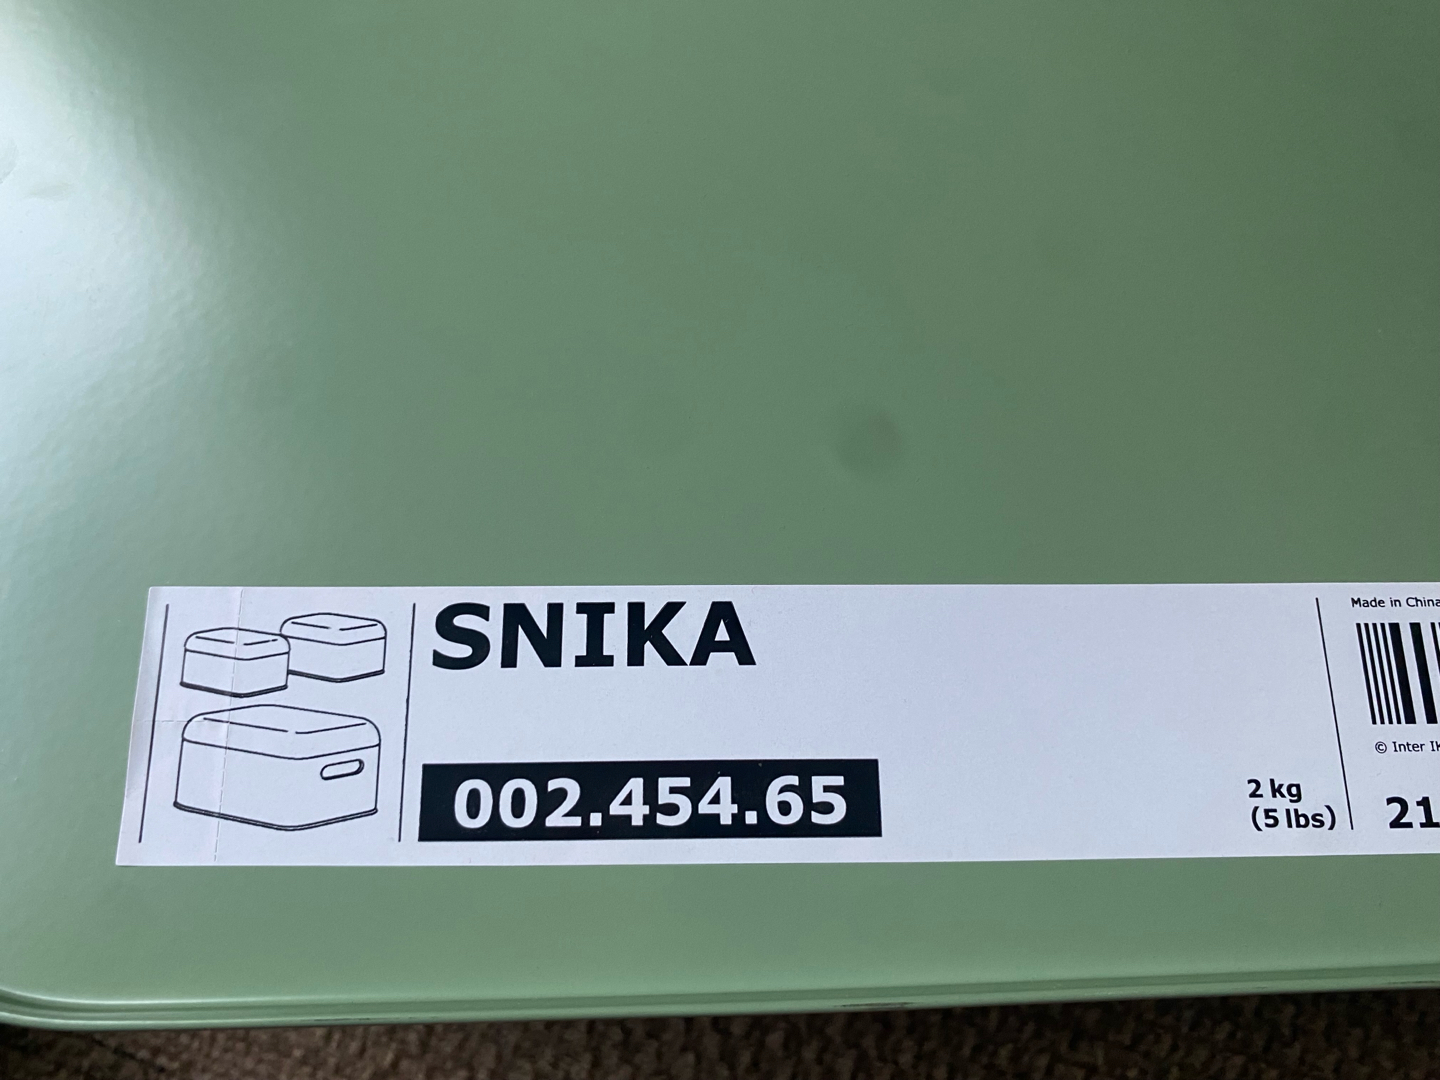 SNIKA
002.454.65
2 kg
(5 lbs)
Made in China
© Inter
21